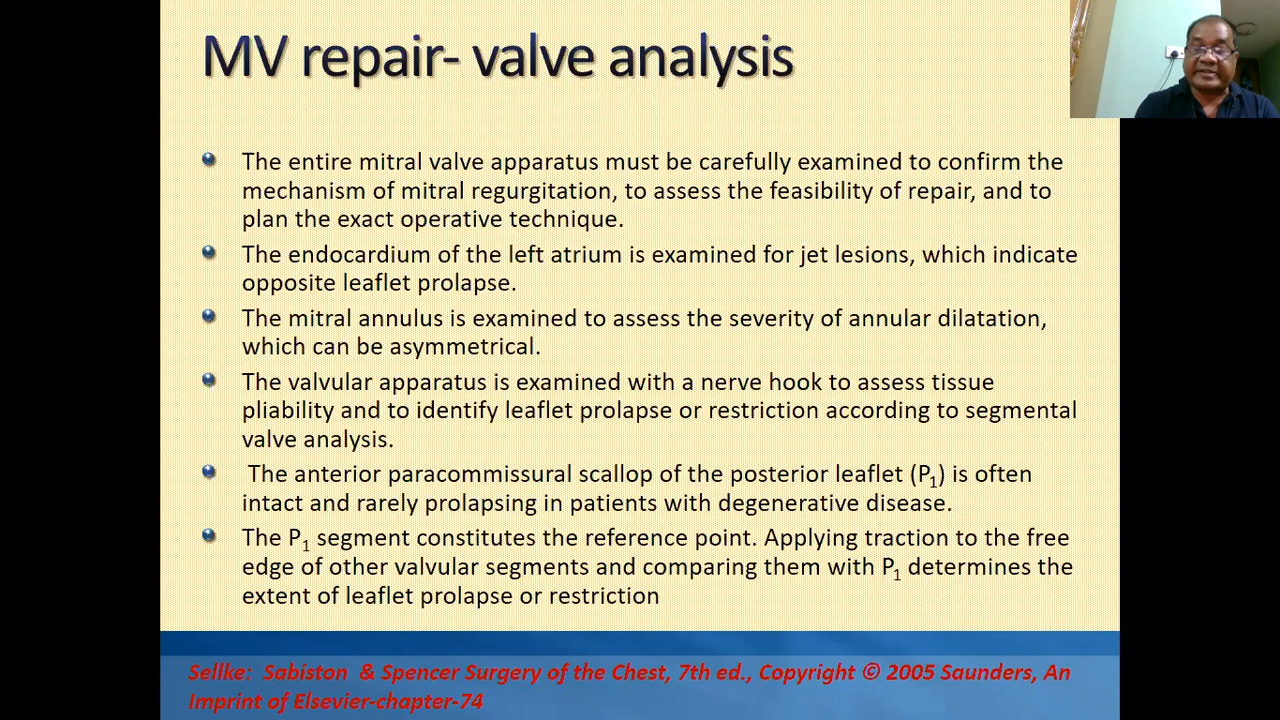 MV repair- valve analysis
The entire mitral valve apparatus must be carefully examined to confirm the
mechanism of mitral regurgitation, to assess the feasibility of repair, and to
plan the exact operative technique.
The endocardium of the left atrium is examined for jet lesions, which indicate
opposite leaflet prolapse.
The mitral annulus is examined to assess the severity of annular dilatation,
which can be asymmetrical.
The valvular apparatus is examined with a nerve hook to assess tissue
pliability and to identify leaflet prolapse or restriction according to segmental
valve analysis.
The anterior paracommissural scallop of the posterior leaflet (P1) is often
intact and rarely prolapsing in patients with degenerative disease.
The P1 segment constitutes the reference point. Applying traction to the free
edge of other valvular segments and comparing them with P1 determines the
extent of leaflet prolapse or restriction
Sellke: Sabiston & Spencer Surgery of the Chest, 7th ed., Copyright © 2005 Saunders, An
Imprint of Elsevier-chapter-74